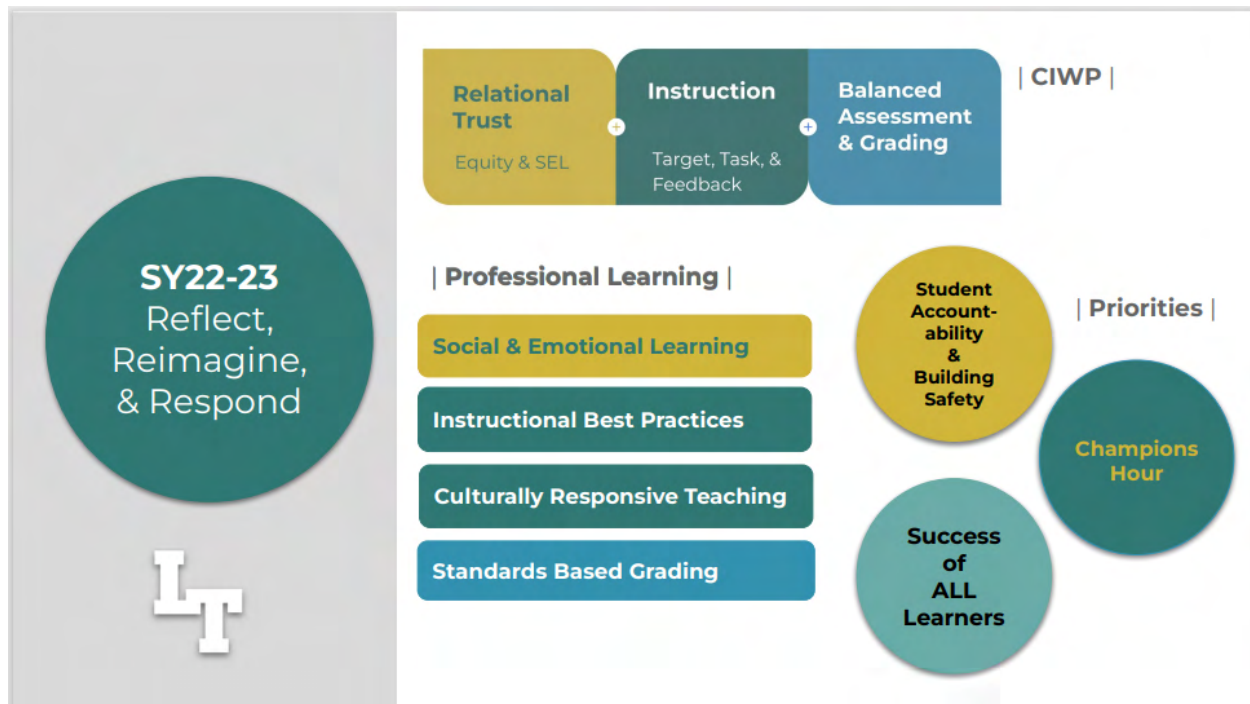 SY22-23
Reflect,
Reimagine,
& Respond
LT
Relational
Trust
Equity & SEL
+
Instruction
Target, Task, &
Feedback
+
Balanced
Assessment
& Grading
| CIWP |
| Professional Learning |
Social & Emotional Learning
Instructional Best Practices
Culturally Responsive Teaching
Standards Based Grading
Student
Account-
ability
&
Building
Safety
| Priorities |
Champions
Hour
Success
of
ALL
Learners